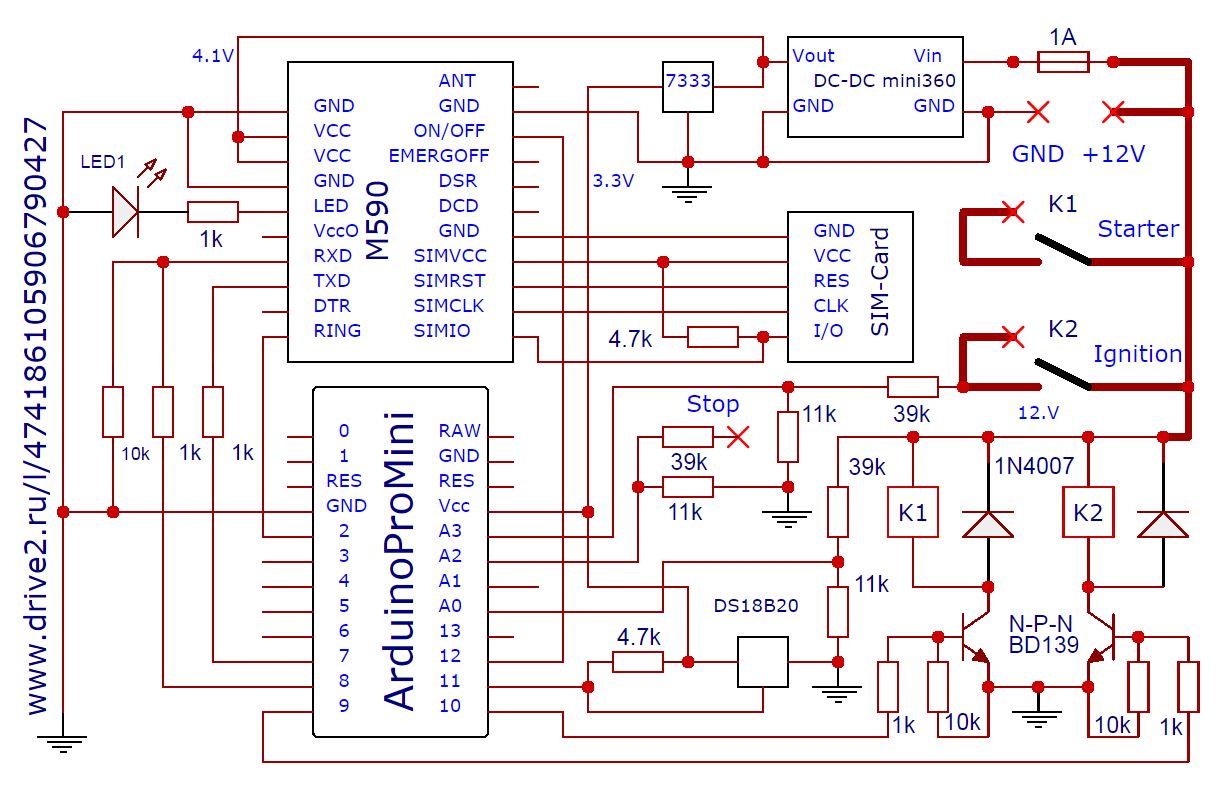 www.drive2.ru/l/474186105906790427
4.1V
LED1
1k
M590
GND
VCC
VCC
GND
LED
VccO
RXD
TXD
DTR
RING
ANT
GND
ON/OFF
EMERGOFF
DSR
DCD
GND
SIMVCC
SIMRST
SIMCLK
SIMIO
7333
3.3V
Vout
Vin
DC-DC mini360
GND
GND
1A
GND
+12V
GND
VCC
RES
CLK
I/O
SIM-Card
4.7k
K1
Starter
K2
Ignition
12.V
10k
1k
1k
ArduinoProMini
0
1
RES
GND
2
3
4
5
6
7
8
9
RAW
GND
RES
Vcc
A3
A2
A1
A0
13
12
11
10
Stop
39k
11k
11k
39k
39k
11k
DS18B20
4.7k
K1
1N4007
K2
N-P-N
BD139
1k
10k
10k
1k